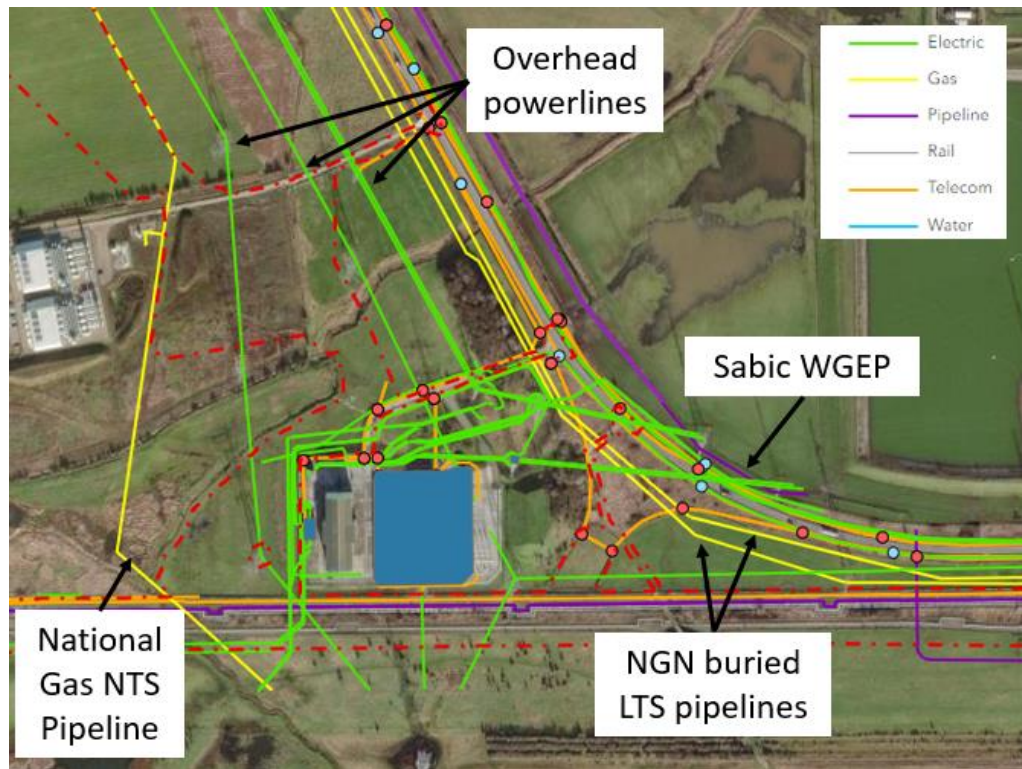 Overhead
powerlines
Electric
Gas
Pipeline
Rail
Telecom
Water
Sabic WGEP
National
Gas NTS
Pipeline
NGN buried
LTS pipelines